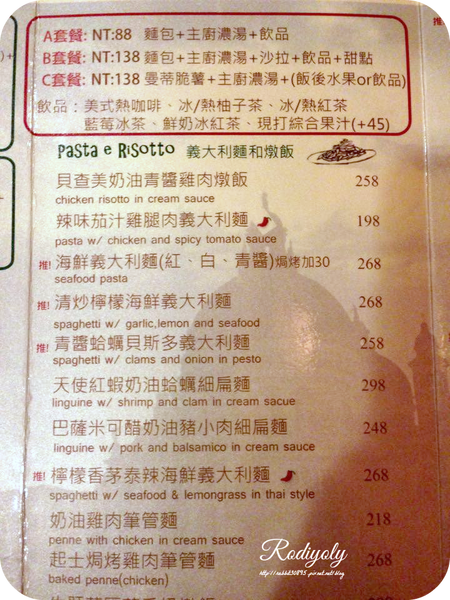 A套餐: NT:88 麵包+主廚濃湯+飲品
B套餐: NT:138 麵包+主廚濃湯+沙拉+飲品+甜點
C套餐: NT:138 曼蒂脆薯+主廚濃湯+(飯後水果or飲品)
飲品：美式熱咖啡、冰/熱柚子茶、冰/熱紅茶
藍莓冰茶、鮮奶冰紅茶、現打綜合果汁(+45)
Pasta e Risotto 義大利麵和燉飯
貝查美奶油青醬雞肉燉飯 258
chicken risotto in cream sauce
辣味茄汁雞腿肉義大利麵 198
pasta w/ chicken and spicy tomato sauce
推! 海鮮義大利麵(紅、白、青醬)焗烤加30 268
seafood pasta
推! 清炒檸檬海鮮義大利麵 268
spaghetti w/ garlic,lemon and seafood
推! 青醬蛤蠣貝斯多義大利麵 258
spaghetti w/ clams and onion in pesto
天使紅蝦奶油蛤蠣細扁麵 298
linguine w/ shrimp and clam in cream sacue
巴薩米可醋奶油豬小肉細扁麵 248
linguine w/ pork and balsamico in cream sauce
推! 檸檬香茅泰辣海鮮義大利麵 268
spaghetti w/ seafood & lemongrass in thai style
奶油雞肉筆管麵 218
penne with chicken in cream sauce
起士焗烤雞肉筆管麵 268
baked penne(chicken)
Rodiyoly